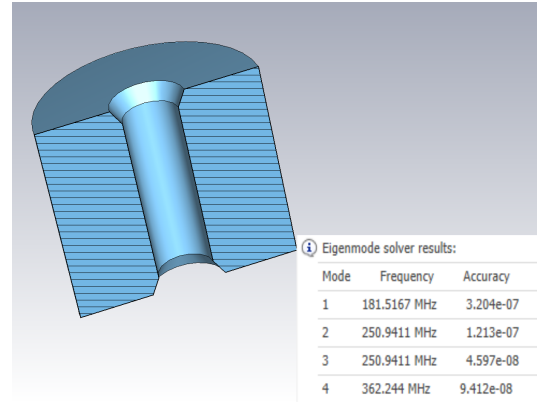 Eigenmode solver results:
Mode Frequency Accuracy
1 181.5167 MHz 3.204e-07
2 250.9411 MHz 1.213e-07
3 250.9411 MHz 4.597e-08
4 362.244 MHz 9.412e-08